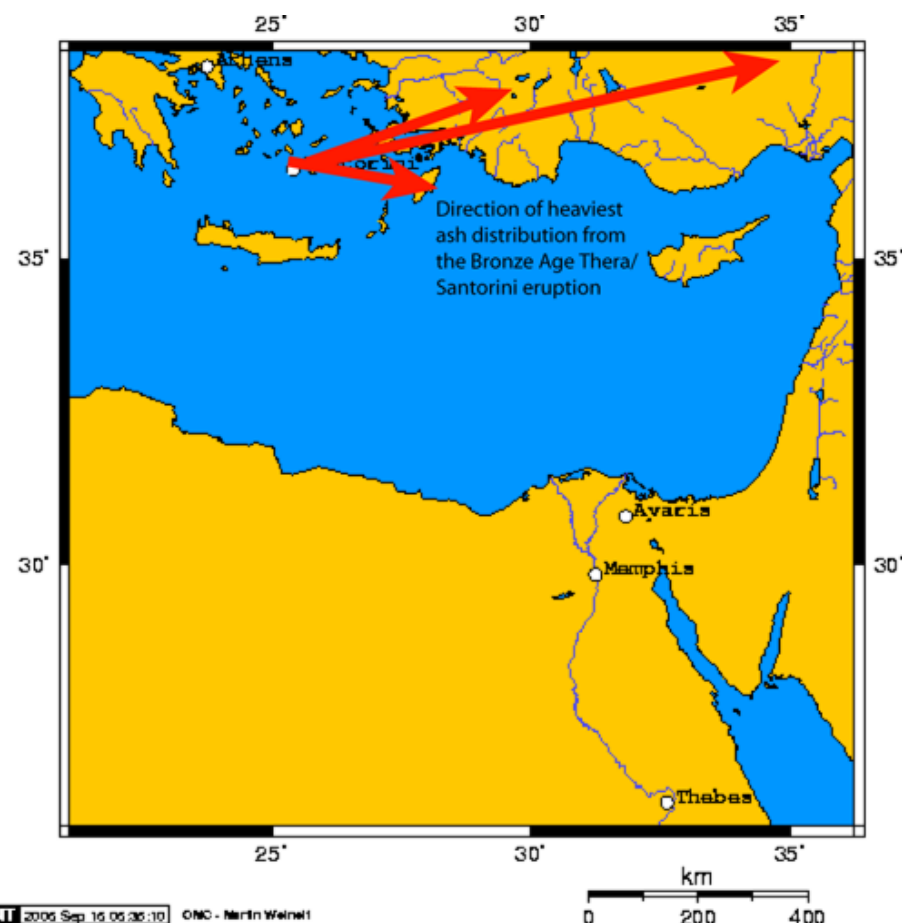 25° 30° 35°
Athens
Direction of heaviest
ash distribution from
the Bronze Age Thera/
Santorini eruption
35° 35°
Avaris
30° Memphis 30°
Thebes
25° 30° 35°
km
0 200 400
2006 Sep 16 06:36:10 OMC - Martin Weinelt